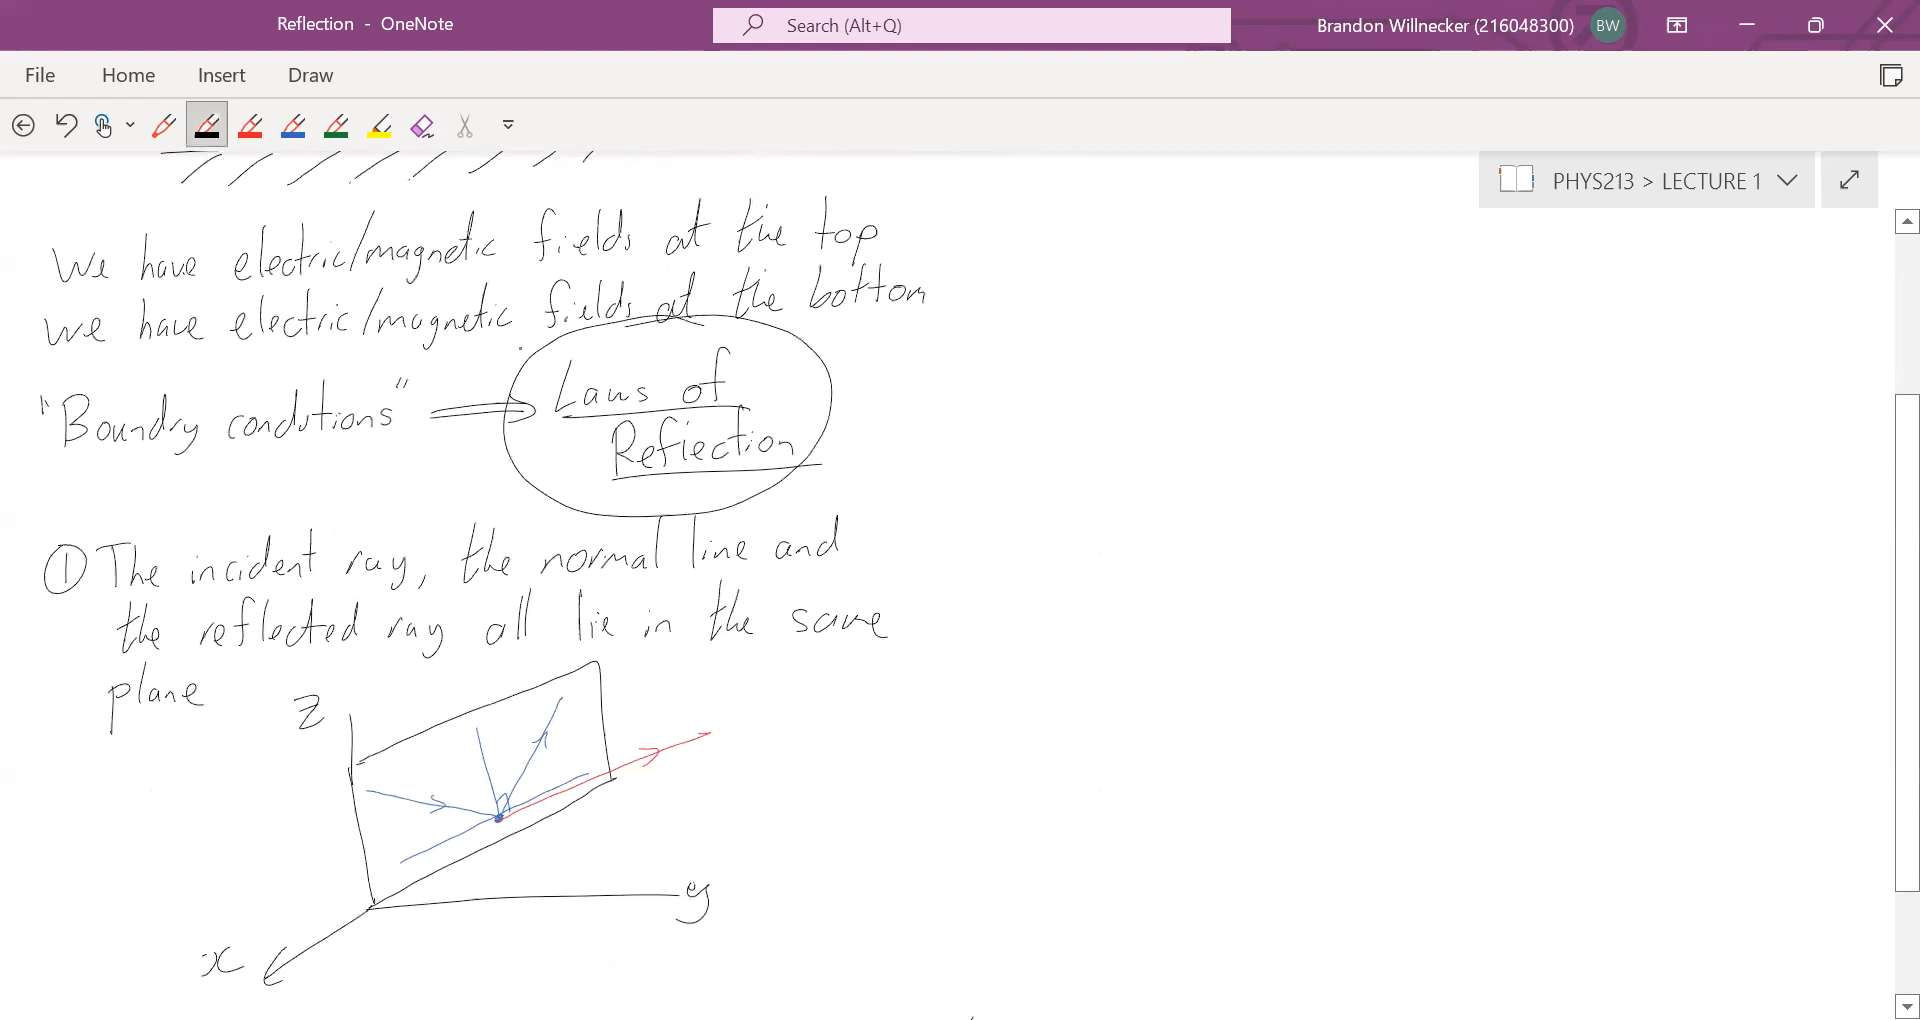 Reflection - OneNote
Search (Alt+Q)
Brandon Willnecker (216048300)
BW
File Home Insert Draw
PHYS213 > LECTURE 1
We have electric/magnetic fields at the top
we have electric/magnetic fields at the bottom
"Boundry conditions" ⇒ Laws of
Reflection
① The incident ray, the normal line and
the reflected ray all lie in the same
plane
z
y
x